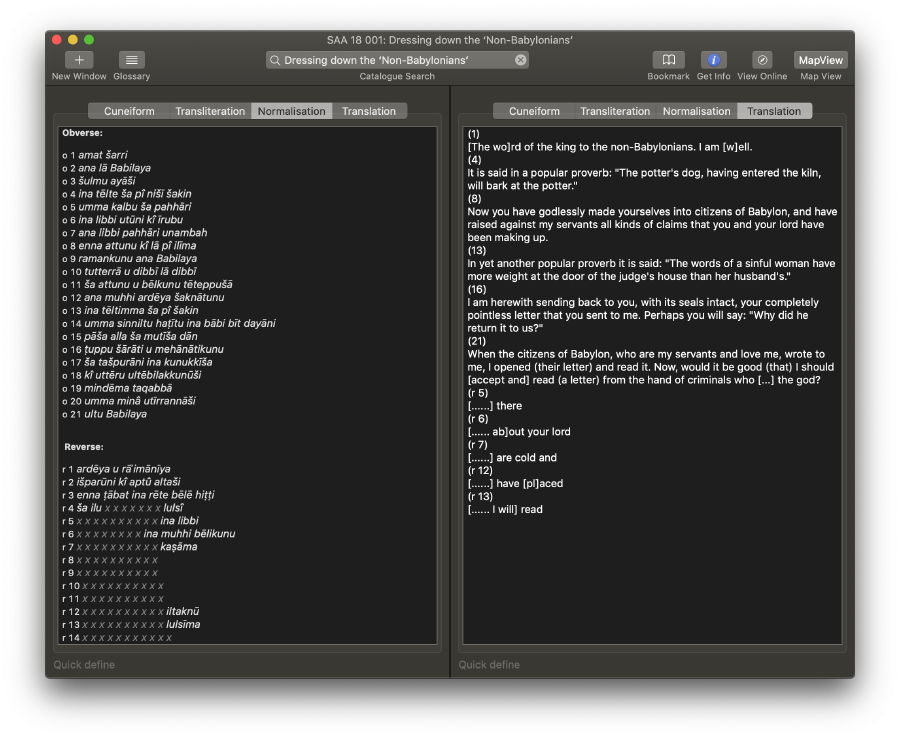 SAA 18 001: Dressing down the ‘Non-Babylonians’
Dressing down the ‘Non-Babylonians’
MapView
New Window
Glossary
Catalogue Search
Bookmark
Get Info
View Online
Map View
Cuneiform
Transliteration
Normalisation
Translation
Obverse:
o 1 amat šarri
o 2 ana lā Babilaya
o 3 šulmu ayāši
o 4 ina tēlte ša pî nišī šakin
o 5 umma kalbu ša pahhāri
o 6 ina libbi utūni kî īrubu
o 7 ana libbi pahhāri unambah
o 8 enna attunu kî lā pî ilīma
o 9 ramankunu ana Babilaya
o 10 tutterrā u dibbī lā dibbī
o 11 ša attunu u bēlkunu tēteppušā
o 12 ana muhhi ardēya šaknātunu
o 13 ina tēltimma ša pî šakin
o 14 umma sinniltu haṭītu ina bābi bīt dayāni
o 15 pāša alla ša mutīša dān
o 16 ṭuppu šārāti u mehānātikunu
o 17 ša tašpurāni ina kunukkīša
o 18 kî uttēru ultēbilakkunūši
o 19 mindēma taqabbâ
o 20 umma minâ utīrrannāši
o 21 ultu Babilaya
Reverse:
r 1 ardēya u rāʾimānīya
r 2 išparūni kî aptû altaši
r 3 enna ṭābat ina rēte bēlē hiṭṭi
r 4 ša ilu x x x x x x x lulsî
r 5 x x x x x x x x x x ina libbi
r 6 x x x x x x x x ina muhhi bēlikunu
r 7 x x x x x x x x x x kaṣāma
r 8 x x x x x x x x x x
r 9 x x x x x x x x x x
r 10 x x x x x x x x x x
r 11 x x x x x x x x x x
r 12 x x x x x x x x x x iltaknū
r 13 x x x x x x x x x x lulsīma
r 14 x x x x x x x x x x x
Quick define
Cuneiform
Transliteration
Normalisation
Translation
(1)
[The wo]rd of the king to the non-Babylonians. I am [w]ell.
(4)
It is said in a popular proverb: "The potter's dog, having entered the kiln,
will bark at the potter."
(8)
Now you have godlessly made yourselves into citizens of Babylon, and have
raised against my servants all kinds of claims that you and your lord have
been making up.
(13)
In yet another popular proverb it is said: "The words of a sinful woman have
more weight at the door of the judge's house than her husband's."
(16)
I am herewith sending back to you, with its seals intact, your completely
pointless letter that you sent to me. Perhaps you will say: "Why did he
return it to us?"
(21)
When the citizens of Babylon, who are my servants and love me, wrote to
me, I opened (their letter) and read it. Now, would it be good (that) I should
[accept and] read (a letter) from the hand of criminals who [...] the god?
(r 5)
[......] there
(r 6)
[...... ab]out your lord
(r 7)
[......] are cold and
(r 12)
[......] have [pl]aced
(r 13)
[...... I will] read
Quick define